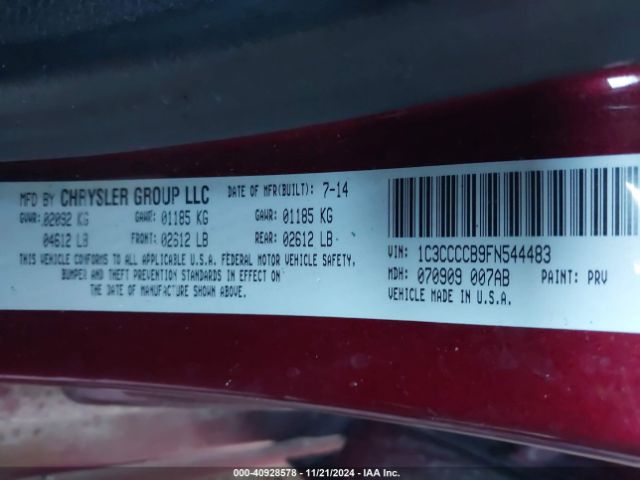 MFD BY CHRYSLER GROUP LLC DATE OF MFR(BUILT): 7-14
GVWR: 02092 KG GAWR: 01185 KG GAWR: 01185 KG
04612 LB FRONT: 02612 LB REAR: 02612 LB
THIS VEHICLE CONFORMS TO ALL APPLICABLE U.S.A. FEDERAL MOTOR VEHICLE SAFETY,
BUMPER AND THEFT PREVENTION STANDARDS IN EFFECT ON
THE DATE OF MANUFACTURE SHOWN ABOVE.
VIN: 1C3CCCCB9FN544483
MDH: 070909 007AB PAINT: PRV
VEHICLE MADE IN U.S.A.
000-40928578 - 11/21/2024 - IAA Inc.